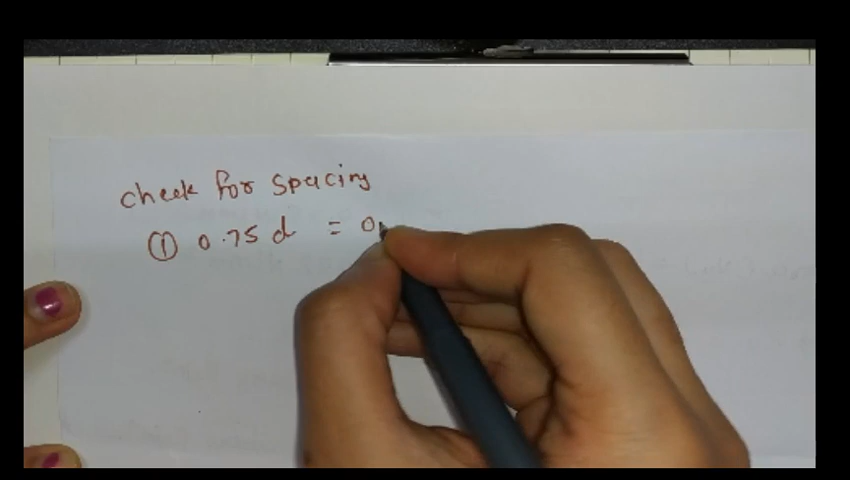 check for spacing
① 0.75 d = 0.